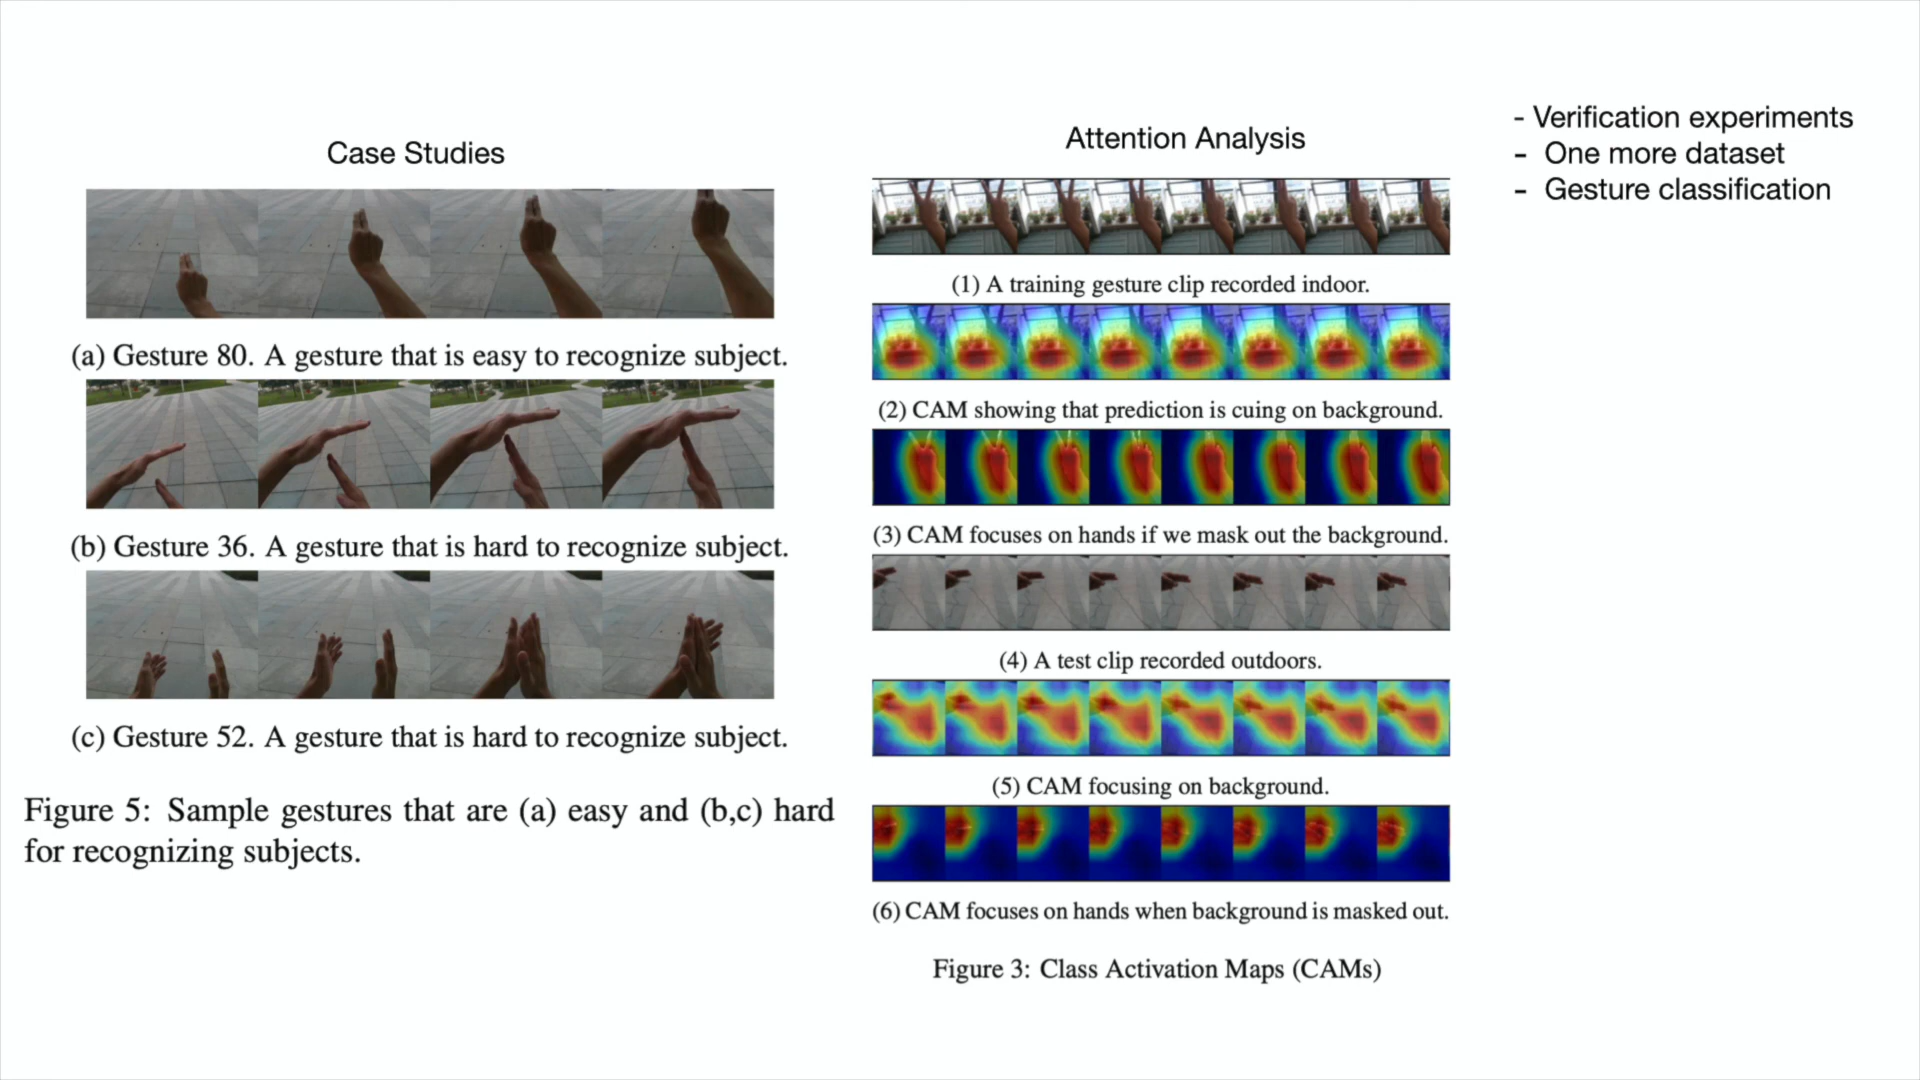 Case Studies
(a) Gesture 80. A gesture that is easy to recognize subject.
(b) Gesture 36. A gesture that is hard to recognize subject.
(c) Gesture 52. A gesture that is hard to recognize subject.
Figure 5: Sample gestures that are (a) easy and (b,c) hard
for recognizing subjects.
Attention Analysis
(1) A training gesture clip recorded indoor.
(2) CAM showing that prediction is cuing on background.
(3) CAM focuses on hands if we mask out the background.
(4) A test clip recorded outdoors.
(5) CAM focusing on background.
(6) CAM focuses on hands when background is masked out.
Figure 3: Class Activation Maps (CAMs)
- Verification experiments
- One more dataset
- Gesture classification